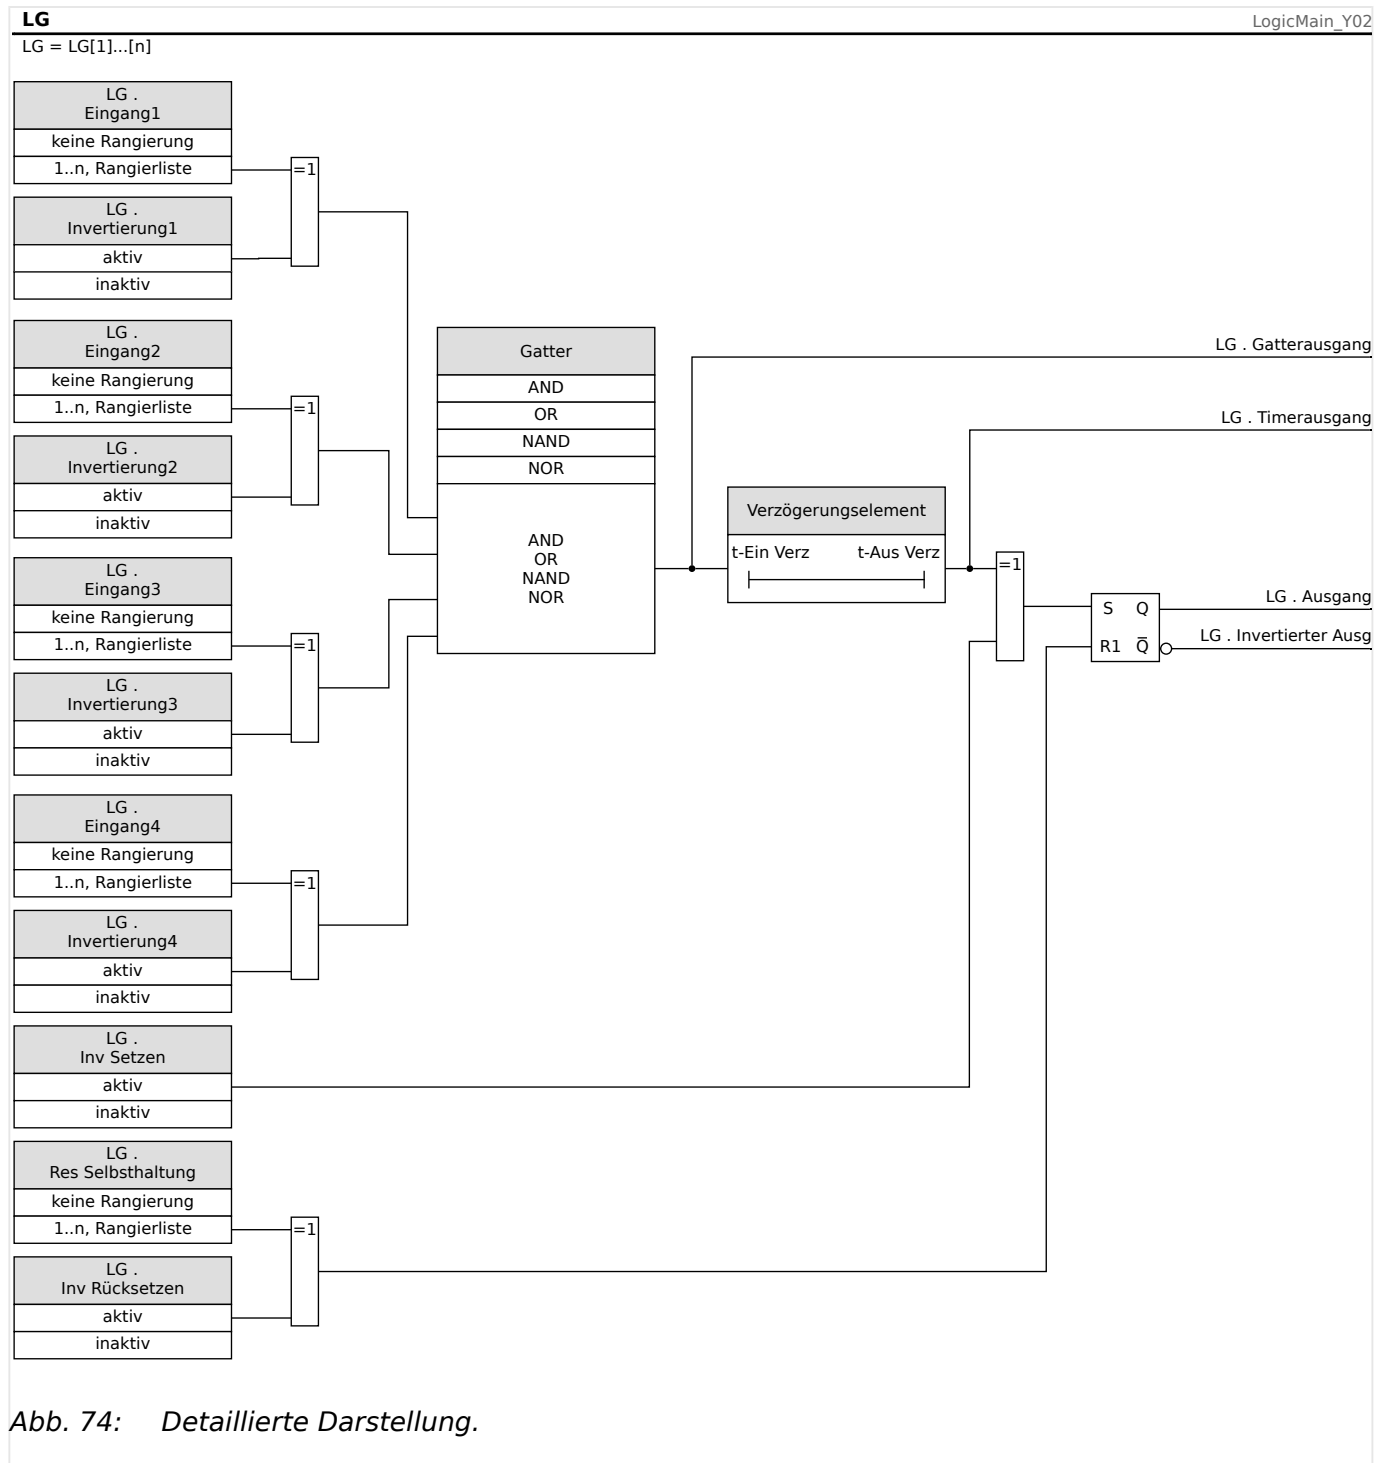 LG
LogicMain_Y02
LG = LG[1]...[n]
LG .
Eingang1
keine Rangierung
1..n, Rangierliste
=1
LG .
Invertierung1
aktiv
inaktiv
LG .
Eingang2
keine Rangierung
1..n, Rangierliste
=1
LG .
Invertierung2
aktiv
inaktiv
LG .
Eingang3
keine Rangierung
1..n, Rangierliste
=1
LG .
Invertierung3
aktiv
inaktiv
LG .
Eingang4
keine Rangierung
1..n, Rangierliste
=1
LG .
Invertierung4
aktiv
inaktiv
LG .
Inv Setzen
aktiv
inaktiv
LG .
Res Selbsthaltung
keine Rangierung
1..n, Rangierliste
=1
LG .
Inv Rücksetzen
aktiv
inaktiv
Gatter
AND
OR
NAND
NOR
AND
OR
NAND
NOR
LG . Gatterausgang
LG . Timerausgang
Verzögerungselement
t-Ein Verz t-Aus Verz
=1
S Q
R1 Q̅
LG . Ausgang
LG . Invertierter Ausg
Abb. 74: Detaillierte Darstellung.